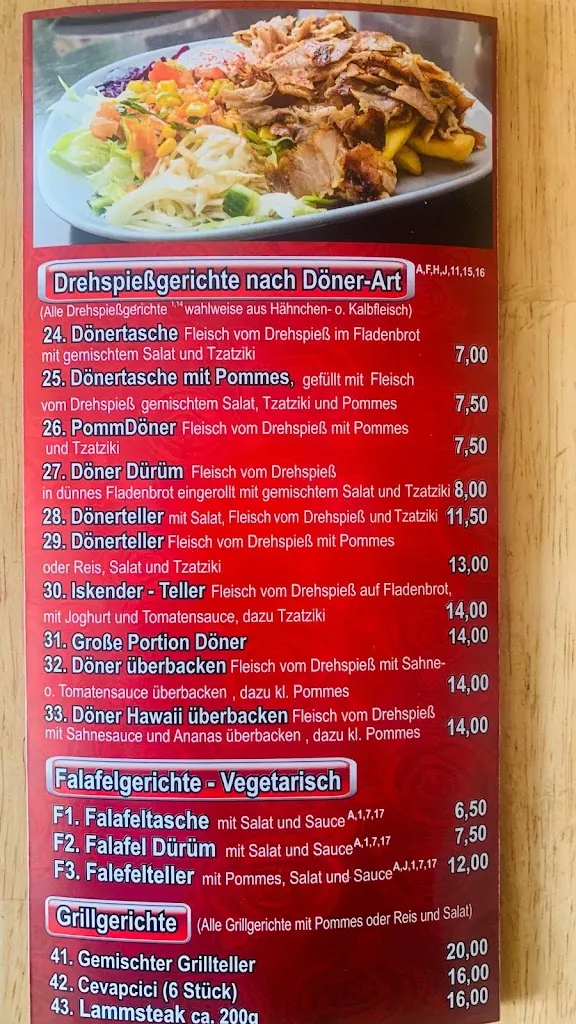 Drehspießgerichte nach Döner-Art A,F,H,J,11,15,16
(Alle Drehspießgerichte 1,14 wahlweise aus Hähnchen- o. Kalbfleisch)
24. Dönertasche Fleisch vom Drehspieß im Fladenbrot
mit gemischtem Salat und Tzatziki 7,00
25. Dönertasche mit Pommes, gefüllt mit Fleisch
vom Drehspieß gemischtem Salat, Tzatziki und Pommes 7,50
26. PommDöner Fleisch vom Drehspieß mit Pommes
und Tzatziki 7,50
27. Döner Dürüm Fleisch vom Drehspieß
in dünnes Fladenbrot eingerollt mit gemischtem Salat und Tzatziki 8,00
28. Dönerteller mit Salat, Fleisch vom Drehspieß und Tzatziki 11,50
29. Dönerteller Fleisch vom Drehspieß mit Pommes
oder Reis, Salat und Tzatziki 13,00
30. Iskender - Teller Fleisch vom Drehspieß auf Fladenbrot,
mit Joghurt und Tomatensauce, dazu Tzatziki 14,00
31. Große Portion Döner 14,00
32. Döner überbacken Fleisch vom Drehspieß mit Sahne-
o. Tomatensauce überbacken , dazu kl. Pommes 14,00
33. Döner Hawaii überbacken Fleisch vom Drehspieß
mit Sahnesauce und Ananas überbacken , dazu kl. Pommes 14,00
Falafelgerichte - Vegetarisch
F1. Falafeltasche mit Salat und Sauce A,1,7,17 6,50
F2. Falafel Dürüm mit Salat und Sauce A,1,7,17 7,50
F3. Falefelteller mit Pommes, Salat und Sauce A,J,1,7,17 12,00
Grillgerichte (Alle Grillgerichte mit Pommes oder Reis und Salat)
41. Gemischter Grillteller 20,00
42. Cevapcici (6 Stück) 16,00
43. Lammsteak ca. 200g 16,00